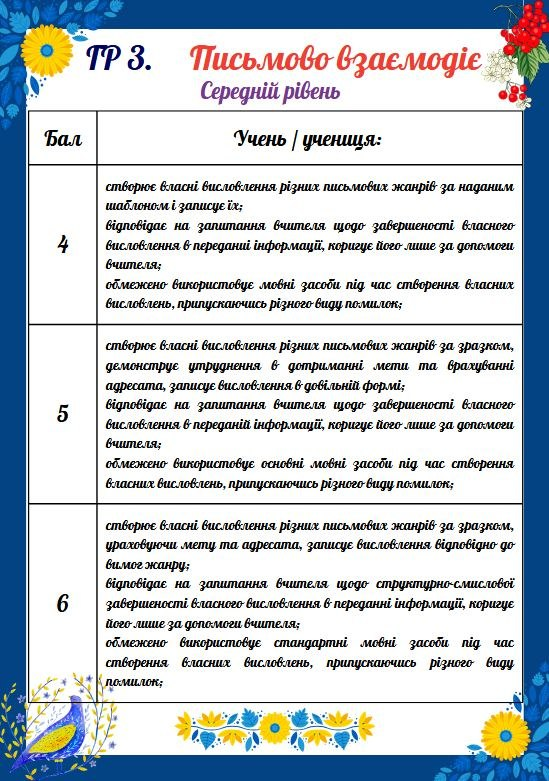 ГР 3. Письмово взаємодіє
Середній рівень
Бал
Учень / учениця:
4
створює власні висловлення різних письмових жанрів за наданим
шаблоном і записує їх;
відповідає на запитання вчителя щодо завершеності власного
висловлення в переданні інформації, коригує його лише за допомоги
вчителя;
обмежено використовує мовні засоби під час створення власних
висловлень, припускаючись різного виду помилок;
5
створює власні висловлення різних письмових жанрів за зразком,
демонструє утруднення в дотриманні мети та врахуванні
адресата, записує висловлення в довільній формі;
відповідає на запитання вчителя щодо завершеності власного
висловлення в переданій інформації, коригує його лише за допомоги
вчителя;
обмежено використовує основні мовні засоби під час створення
власних висловлень, припускаючись різного виду помилок;
6
створює власні висловлення різних письмових жанрів за зразком,
ураховуючи мету та адресата, записує висловлення відповідно до
вимог жанру;
відповідає на запитання вчителя щодо структурно-смислової
завершеності власного висловлення в переданні інформації, коригує
його лише за допомоги вчителя;
обмежено використовує стандартні мовні засоби під час
створення власних висловлень, припускаючись різного виду
помилок;